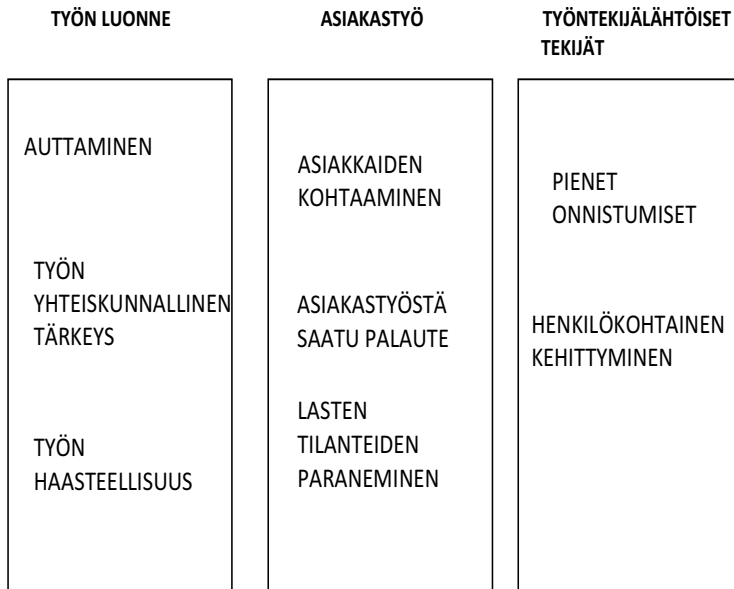 TYÖN LUONNE
AUTTAMINEN
TYÖN
YHTEISKUNNALLINEN
TÄRKEYS
TYÖN
HAASTEELLISUUS
ASIAKASTYÖ
ASIAKKAIDEN
KOHTAAMINEN
ASIAKASTYÖSTÄ
SAATU PALAUTE
LASTEN
TILANTEIDEN
PARANEMINEN
TYÖNTEKIJÄLÄHTÖISET
TEKIJÄT
PIENET
ONNISTUMISET
HENKILÖKOHTAINEN
KEHITTYMINEN